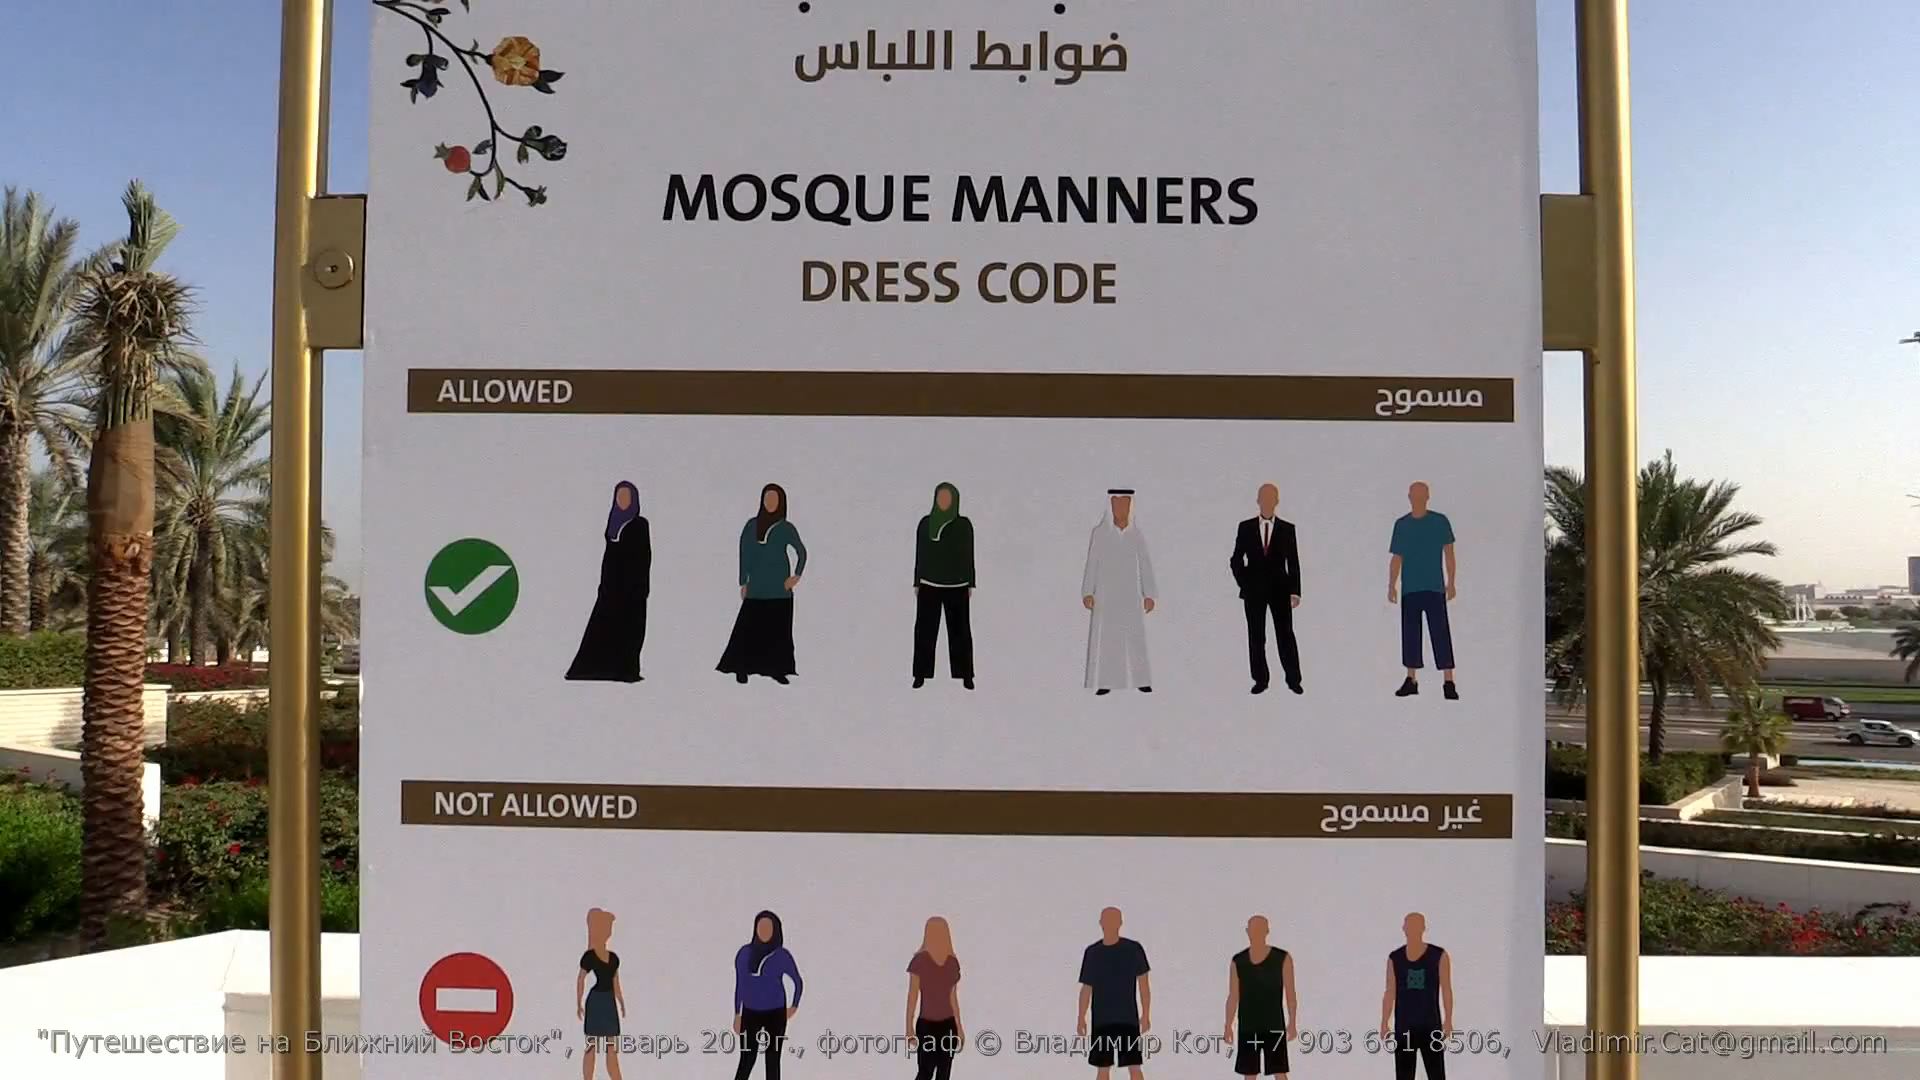 ضوابط اللباس
MOSQUE MANNERS
DRESS CODE
ALLOWED مسموح
NOT ALLOWED غير مسموح
"Путешествие на Ближний Восток", январь 2019г., фотограф © Владимир Кот, +7 903 661 8506, Vladimir.Cat@gmail.com